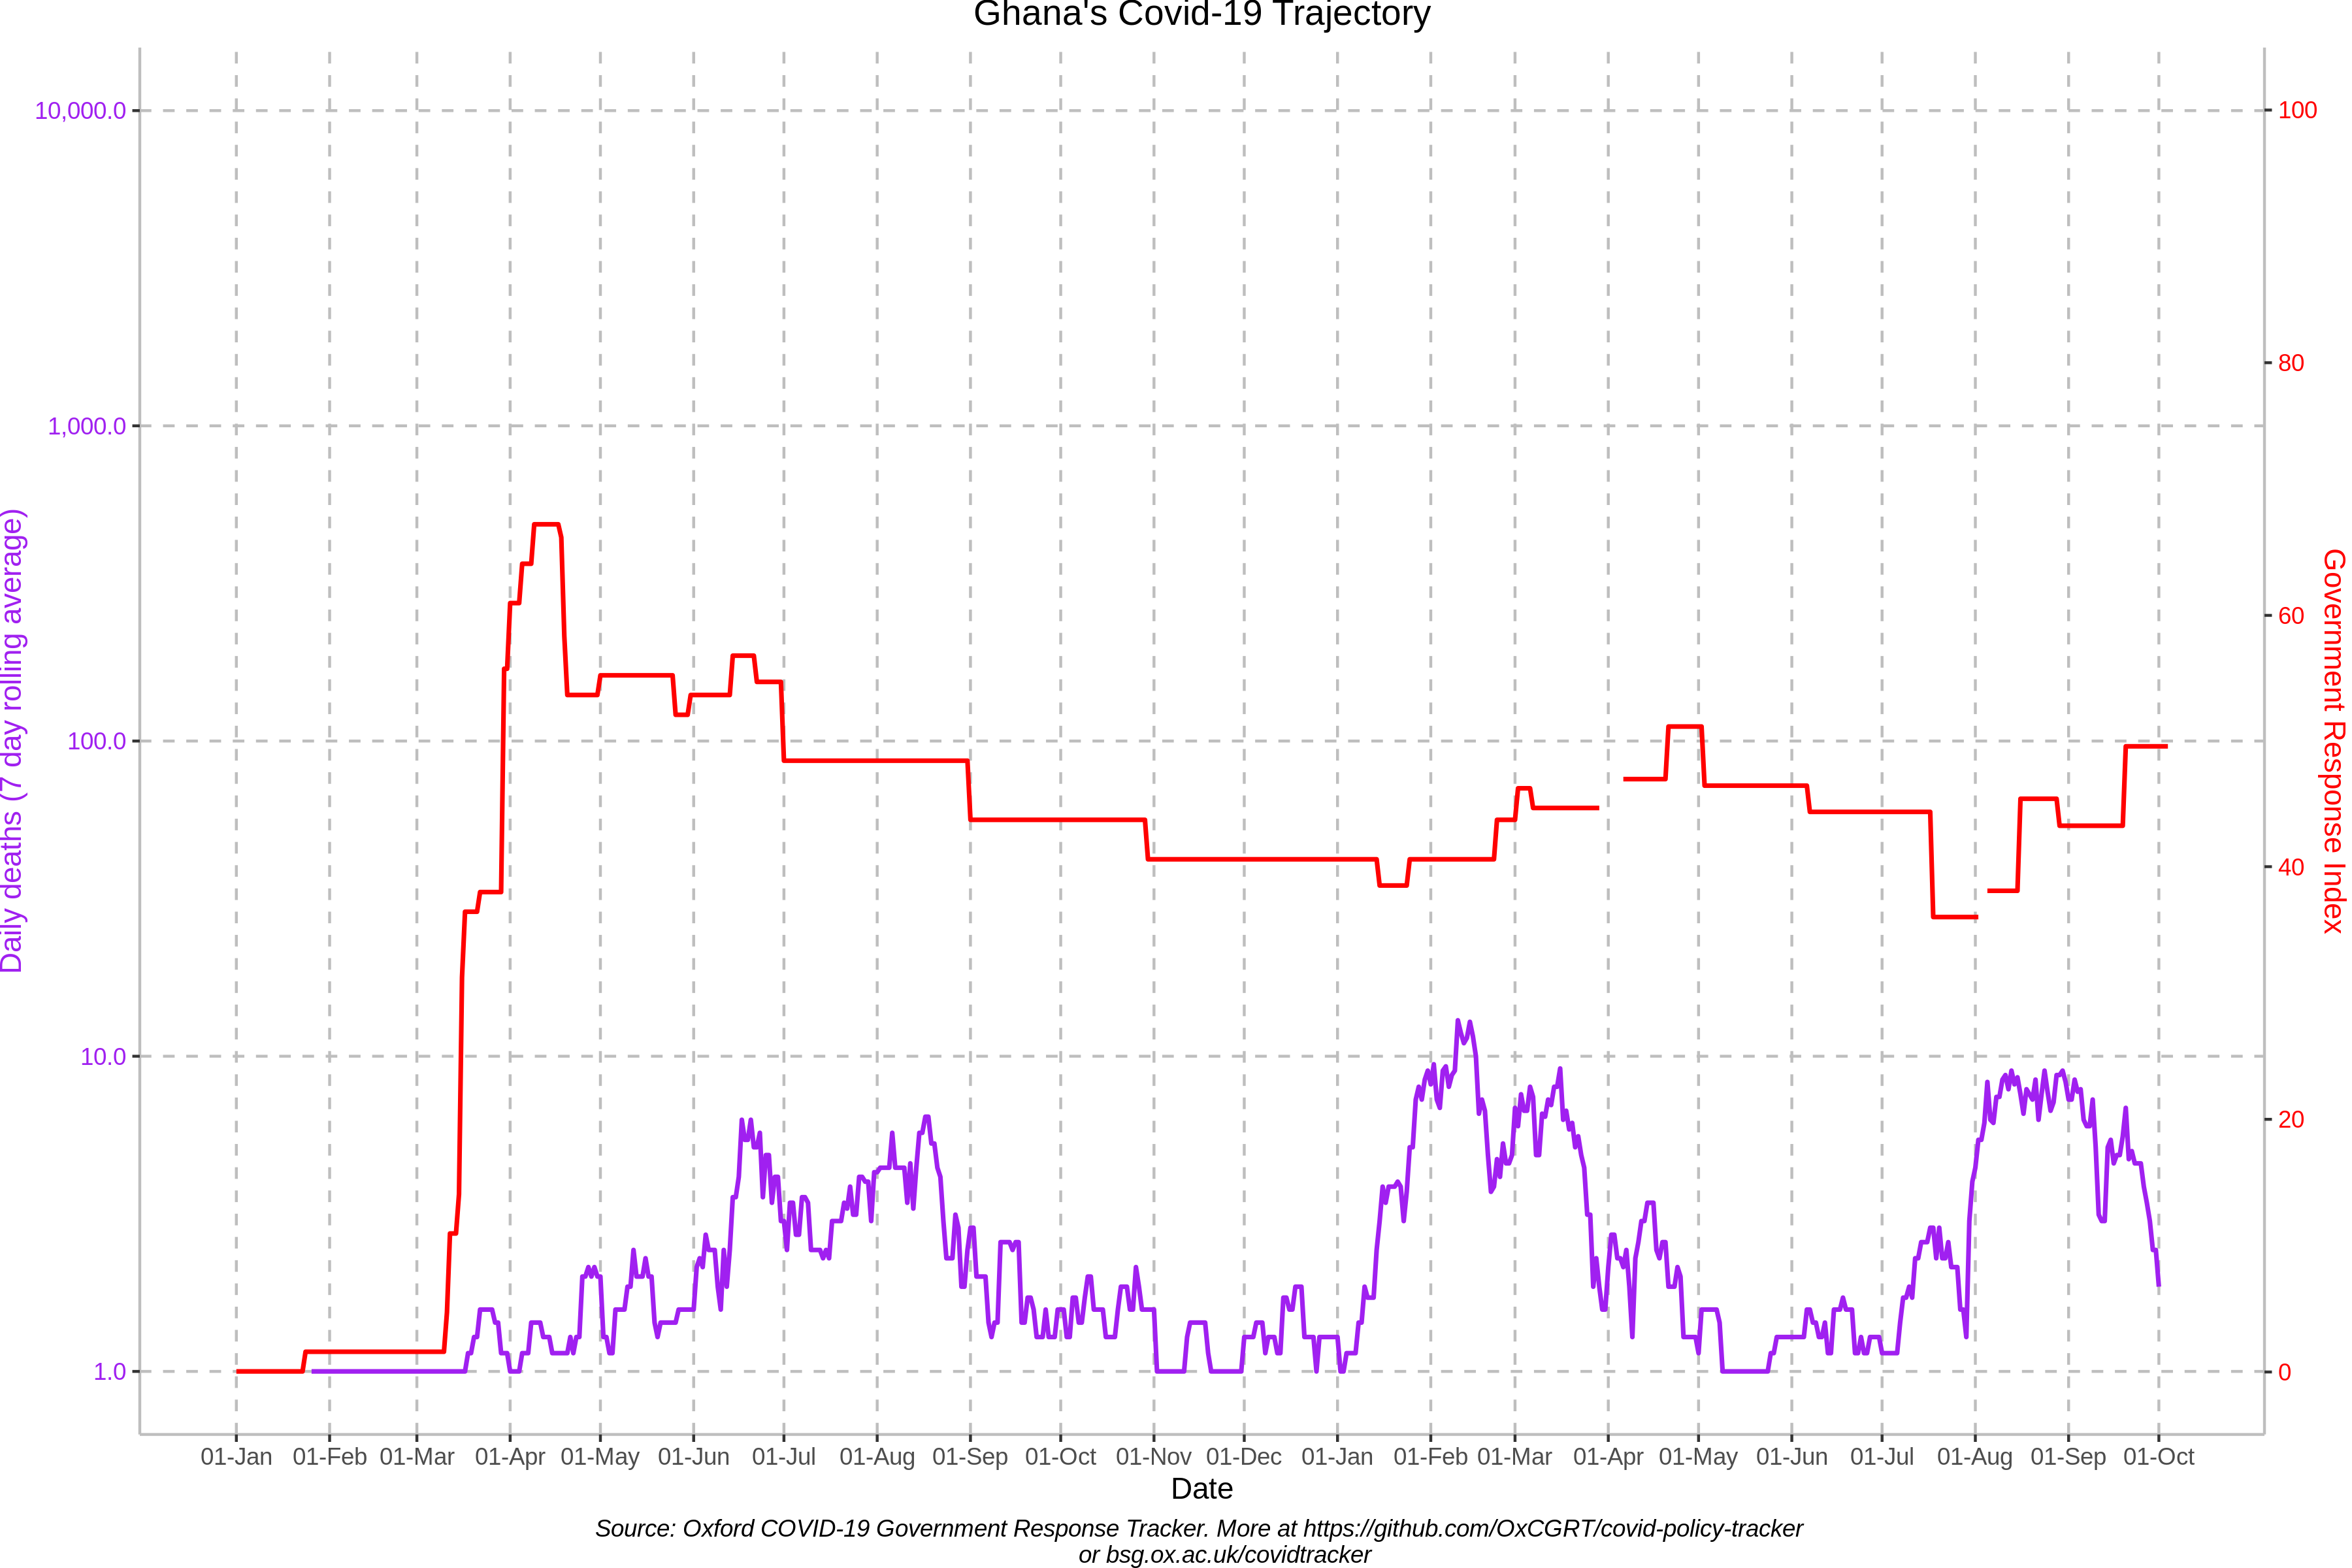 Ghana's Covid-19 Trajectory
10,000.0
1,000.0
100.0
10.0
1.0
Daily deaths (7 day rolling average)
100
80
60
40
20
0
Government Response Index
01-Jan 01-Feb 01-Mar 01-Apr 01-May 01-Jun 01-Jul 01-Aug 01-Sep 01-Oct 01-Nov 01-Dec 01-Jan 01-Feb 01-Mar 01-Apr 01-May 01-Jun 01-Jul 01-Aug 01-Sep 01-Oct
Date
Source: Oxford COVID-19 Government Response Tracker. More at https://github.com/OxCGRT/covid-policy-tracker
or bsg.ox.ac.uk/covidtracker